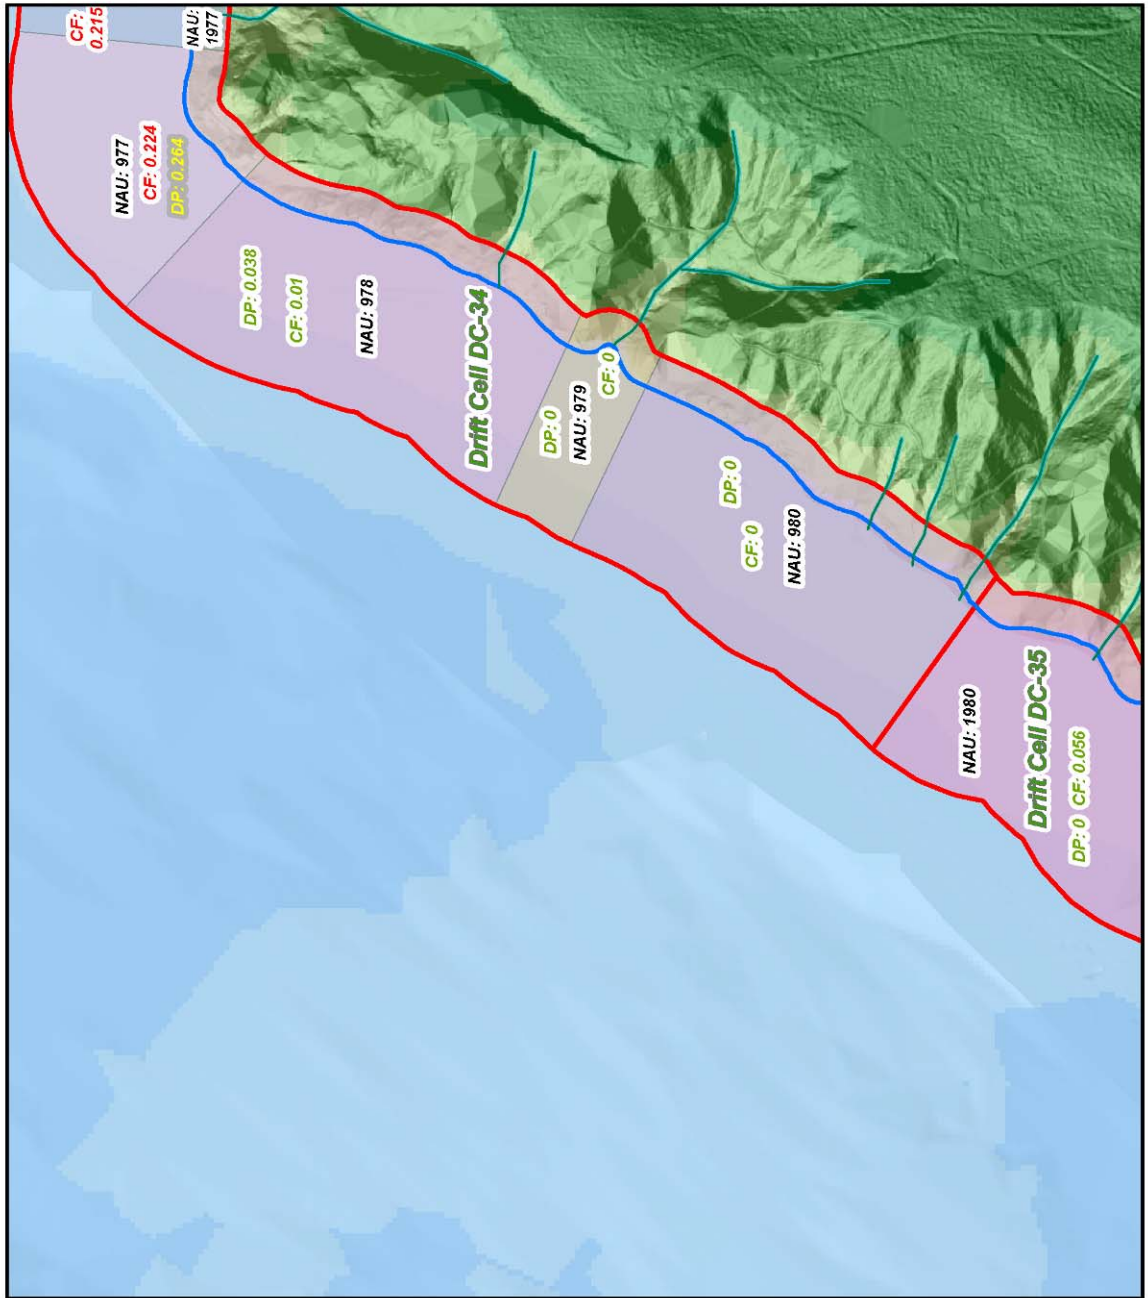 CF:
0.215
NAU:
1977
NAU: 977
CF: 0.224
DP: 0.264
DP: 0.038
CF: 0.01
NAU: 978
Drift Cell DC-34
DP: 0
NAU: 979
CF: 0
DP: 0
CF: 0
NAU: 980
NAU: 1980
Drift Cell DC-35
DP: 0 CF: 0.056